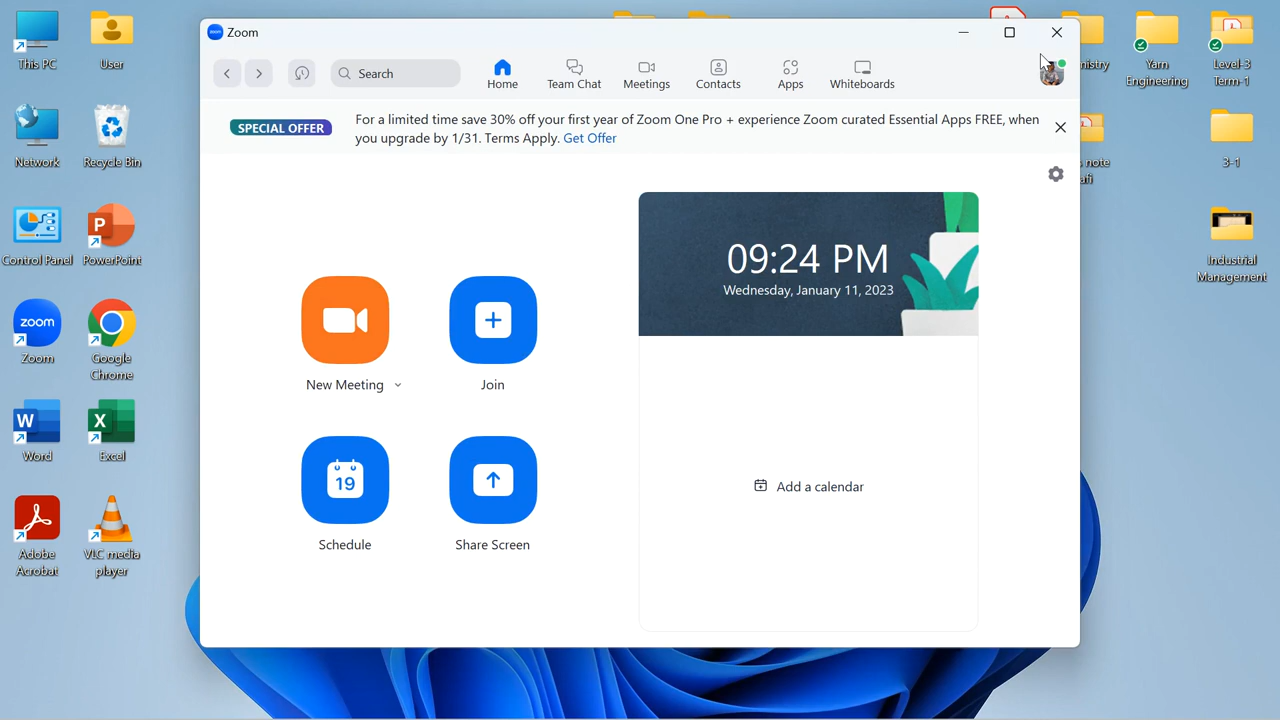 This PC
User
Network
Recycle Bin
Control Panel
PowerPoint
zoom
Zoom
Google
Chrome
Word
Excel
Adobe
Acrobat
VLC media
player
zoom
Zoom
Search
Home
Team Chat
Meetings
Contacts
Apps
Whiteboards
SPECIAL OFFER
For a limited time save 30% off your first year of Zoom One Pro + experience Zoom curated Essential Apps FREE, when
you upgrade by 1/31. Terms Apply. Get Offer
09:24 PM
Wednesday, January 11, 2023
New Meeting
Join
19
Schedule
Share Screen
Add a calendar
Yarn
Engineering
Level-3
Term-1
note
3-1
Industrial
Management